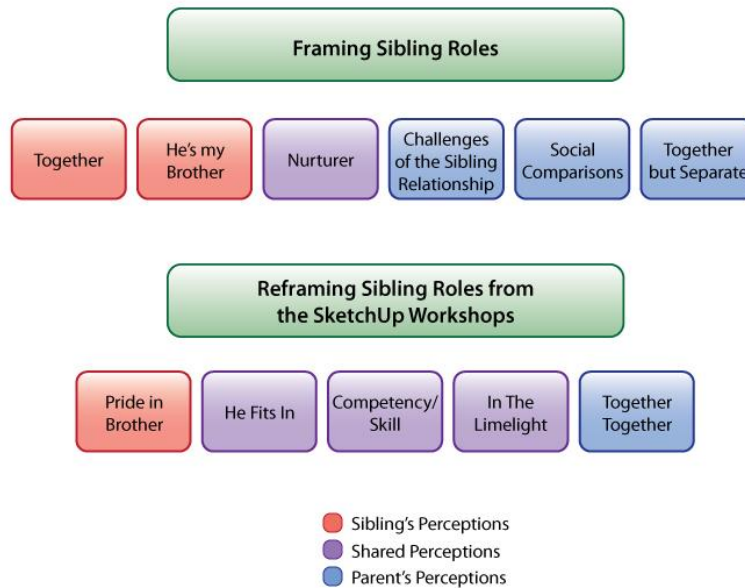 Framing Sibling Roles
Together
He's my
Brother
Nurturer
Challenges
of the Sibling
Relationship
Social
Comparisons
Together
but Separate
Reframing Sibling Roles from
the SketchUp Workshops
Pride in
Brother
He Fits In
Competency/
Skill
In The
Limelight
Together
Together
Sibling's Perceptions
Shared Perceptions
Parent's Perceptions